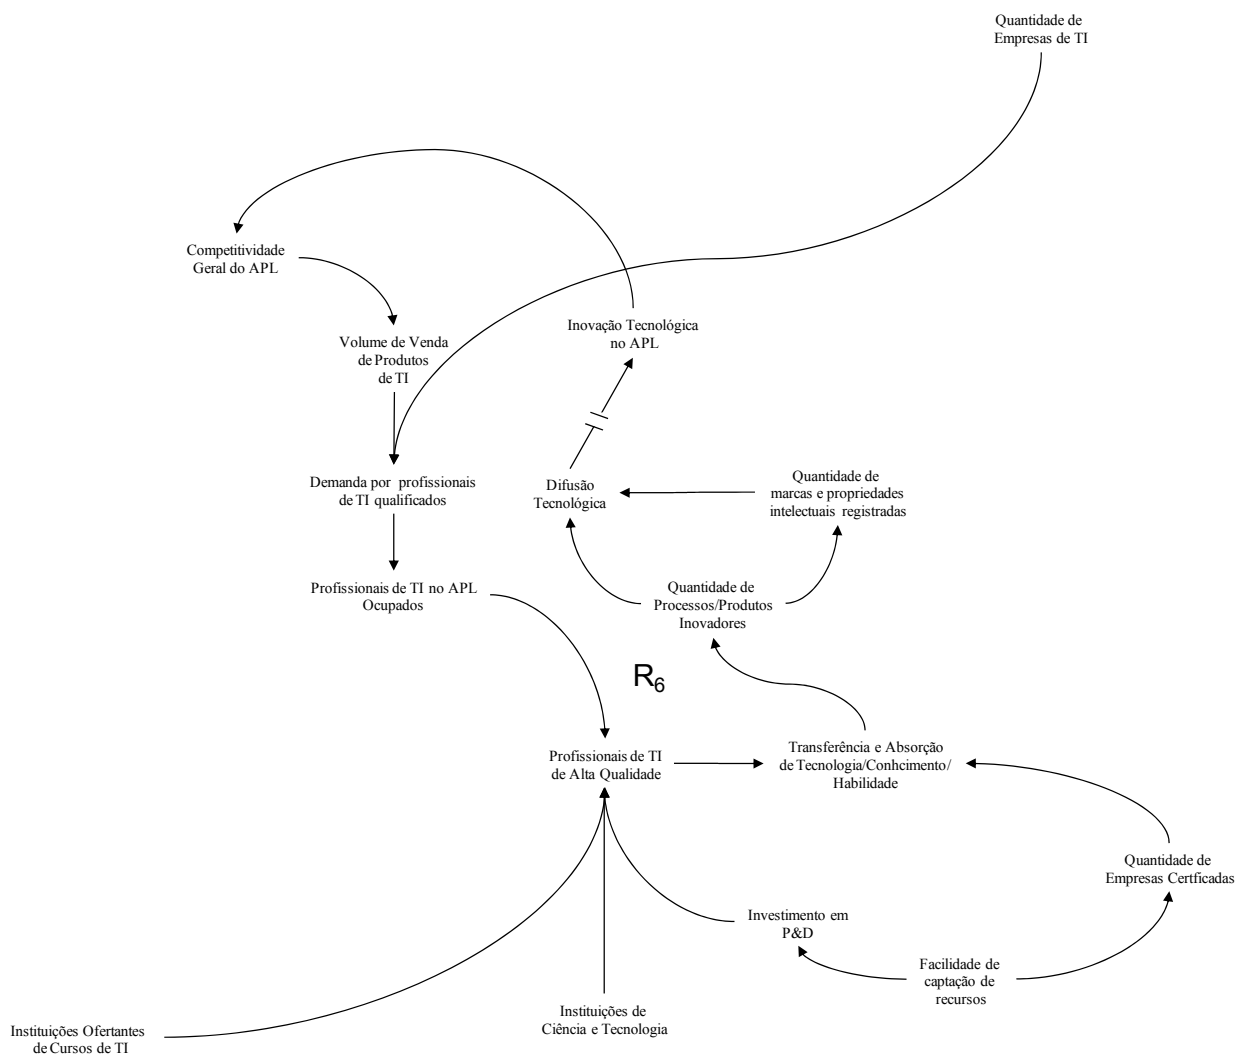 Quantidade de
Empresas de TI
Competitividade
Geral do APL
Inovação Tecnológica
no APL
Volume de Venda
de Produtos
de TI
Demanda por profissionais
de TI qualificados
Difusão
Tecnológica
Quantidade de
marcas e propriedades
intelectuais registradas
Profissionais de TI no APL
Ocupados
Quantidade de
Processos/Produtos
Inovadores
R6
Profissionais de TI
de Alta Qualidade
Transferência e Absorção
de Tecnologia/Conhcimento/
Habilidade
Quantidade de
Empresas Certficadas
Investimento em
P&D
Facilidade de
captação de
recursos
Instituições de
Ciência e Tecnologia
Instituições Ofertantes
de Cursos de TI